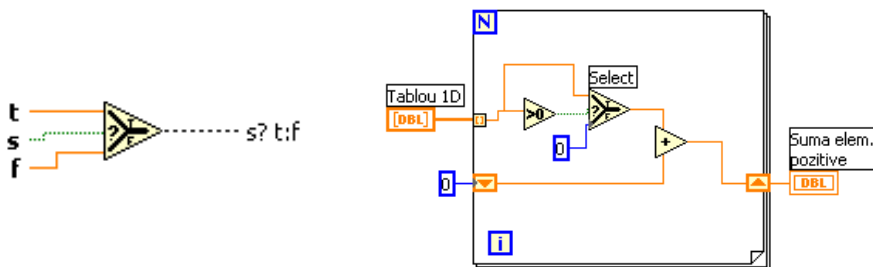 t
s
f
?
T
F
s? t:f
N
Tablou 1D
[DBL]
>0
Select
?
T
F
0
+
0
i
Suma elem.
pozitive
DBL